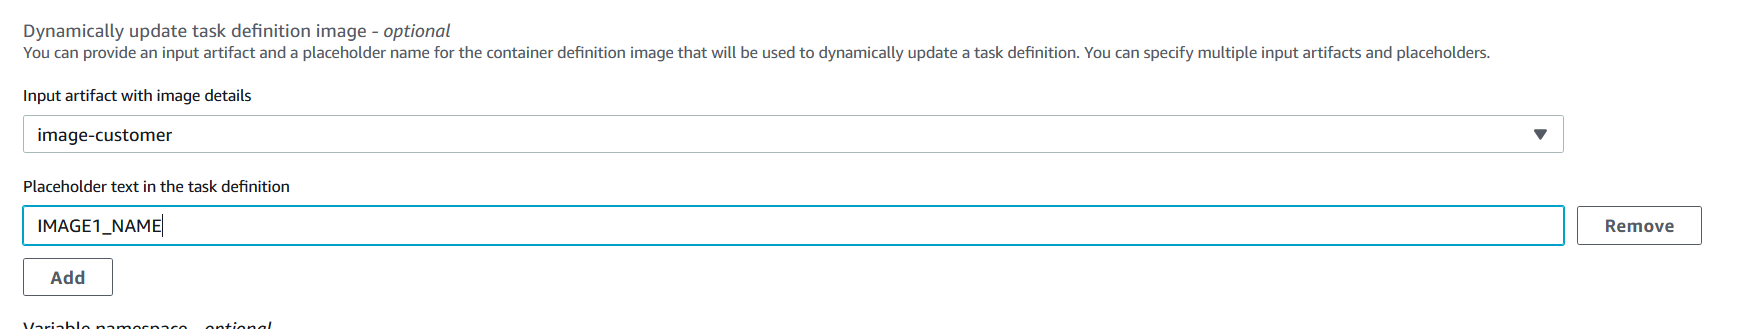 Dynamically update task definition image - optional
You can provide an input artifact and a placeholder name for the container definition image that will be used to dynamically update a task definition. You can specify multiple input artifacts and placeholders.
Input artifact with image details
image-customer
Placeholder text in the task definition
IMAGE1_NAME
Remove
Add
Variable namespace - optional